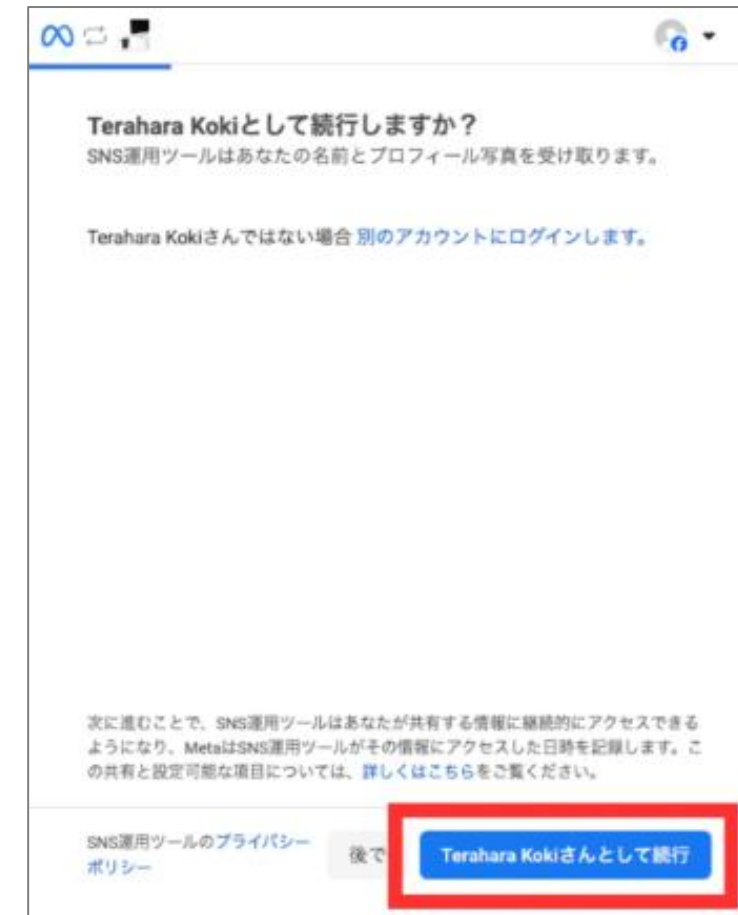 Terahara Kokiとして続行しますか？
SNS運用ツールはあなたの名前とプロフィール写真を受け取ります。
Terahara Kokiさんではない場合 別のアカウントにログインします。
次に進むことで、SNS運用ツールはあなたが共有する情報に継続的にアクセスできる
ようになり、MetaはSNS運用ツールがその情報にアクセスした日時を記録します。こ
の共有と設定可能な項目については、詳しくはこちらをご覧ください。
SNS運用ツールのプライバシー
ポリシー
後で
Terahara Kokiさんとして続行